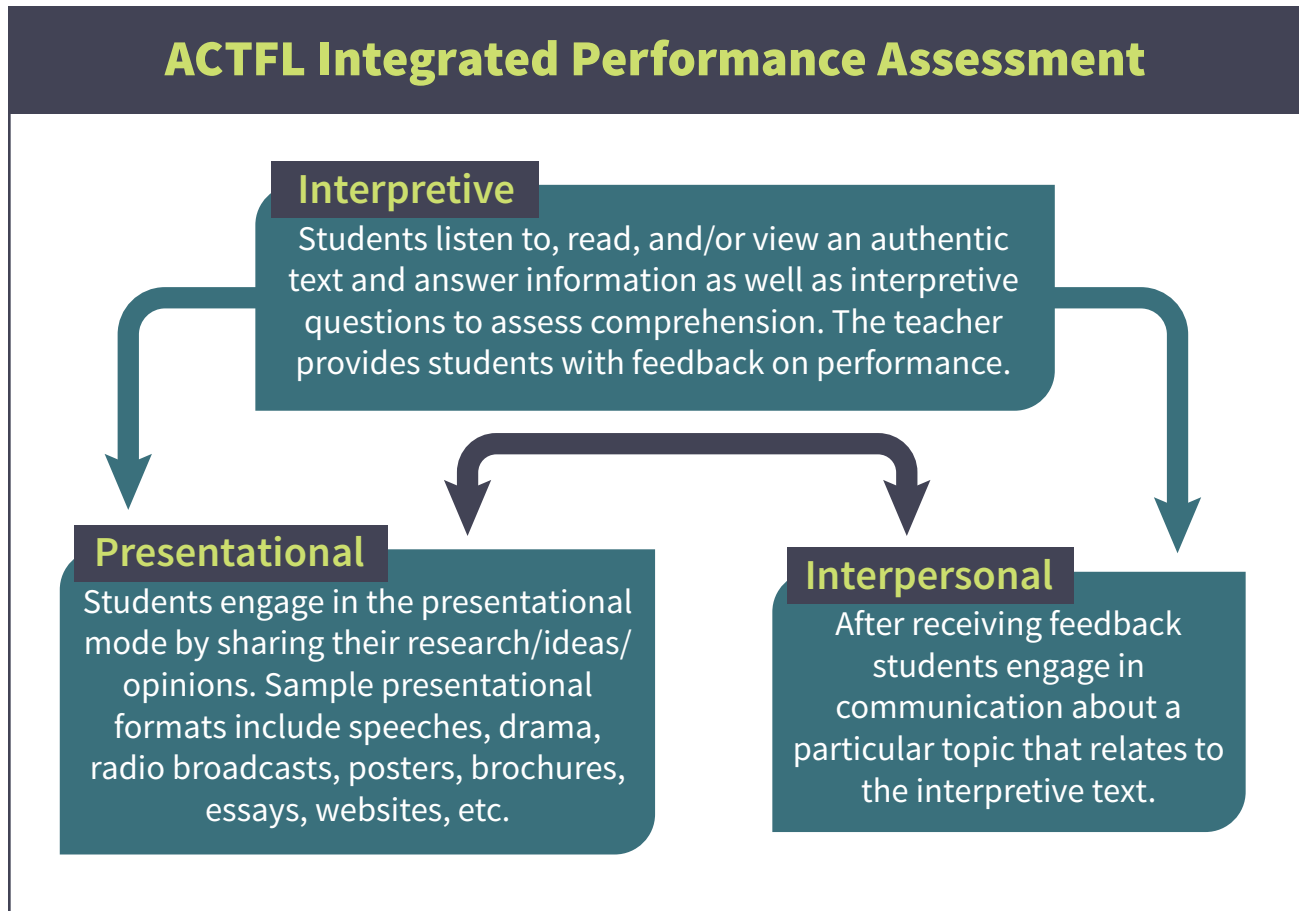 ACTFL Integrated Performance Assessment
Interpretive
Students listen to, read, and/or view an authentic
text and answer information as well as interpretive
questions to assess comprehension. The teacher
provides students with feedback on performance.
Presentational
Students engage in the presentational
mode by sharing their research/ideas/
opinions. Sample presentational
formats include speeches, drama,
radio broadcasts, posters, brochures,
essays, websites, etc.
Interpersonal
After receiving feedback
students engage in
communication about a
particular topic that relates to
the interpretive text.